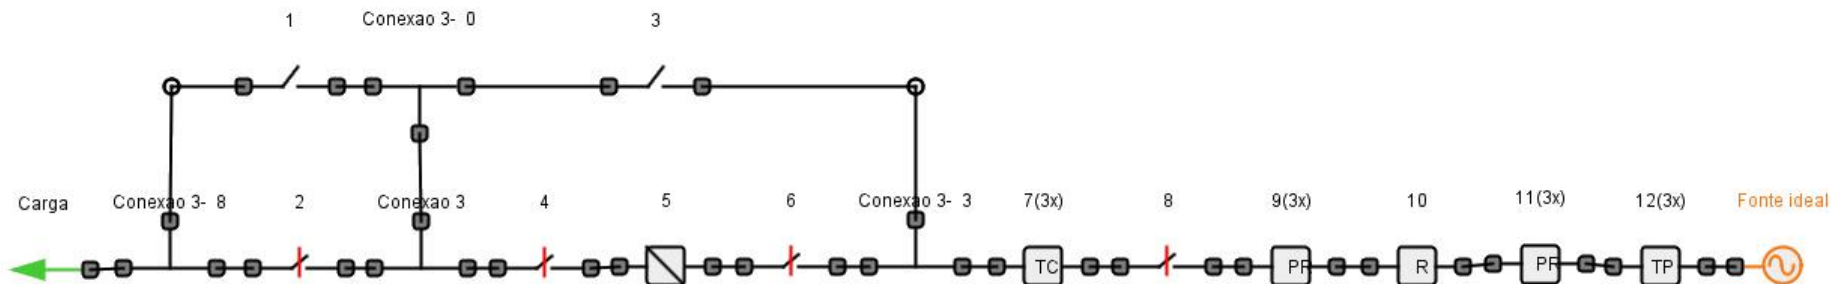 1 Conexao 3- 0 3
Carga Conexao 3- 8 2 Conexao 3 4 5 6 Conexao 3- 3 7(3x) 8 9(3x) 10 11(3x) 12(3x) Fonte ideal
TC PR R PR TP